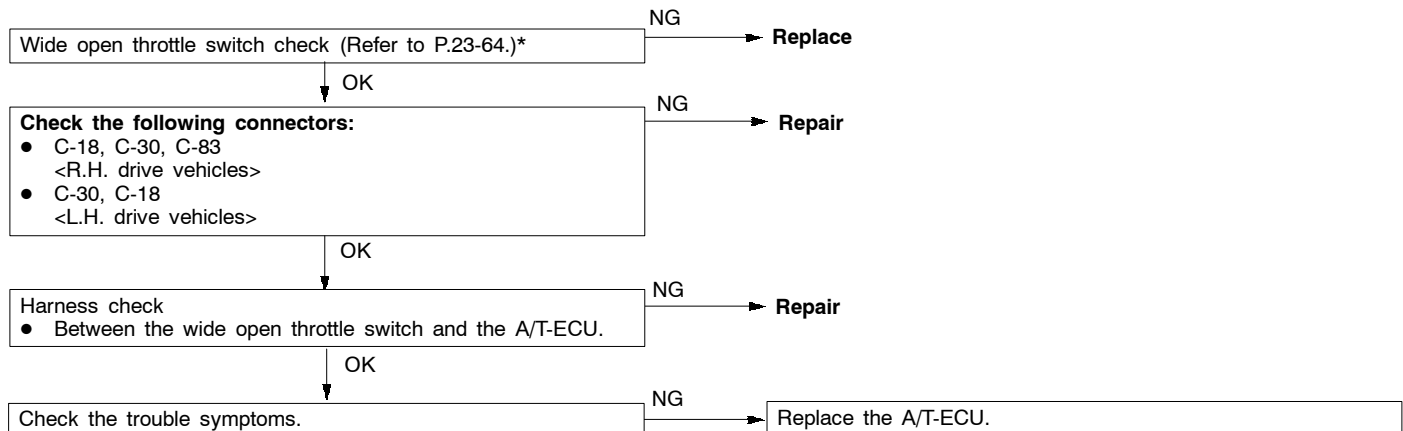 NG
Wide open throttle switch check (Refer to P.23-64.)*
Replace
OK
NG
Check the following connectors:
Repair
● C-18, C-30, C-83
<R.H. drive vehicles>
● C-30, C-18
<L.H. drive vehicles>
OK
NG
Harness check
Repair
● Between the wide open throttle switch and the A/T-ECU.
OK
NG
Check the trouble symptoms.
Replace the A/T-ECU.